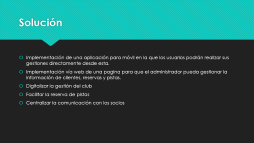 Solución
Implementación de una aplicación para móvil en la que los usuarios podrán realizar sus
gestiones directamente desde esta.
Implementación vía web de una pagina para que el administrador pueda gestionar la
información de clientes, reservas y pistas.
Digitalizar la gestión del club
Facilitar la reserva de pistas
Centralizar la comunicación con los socios